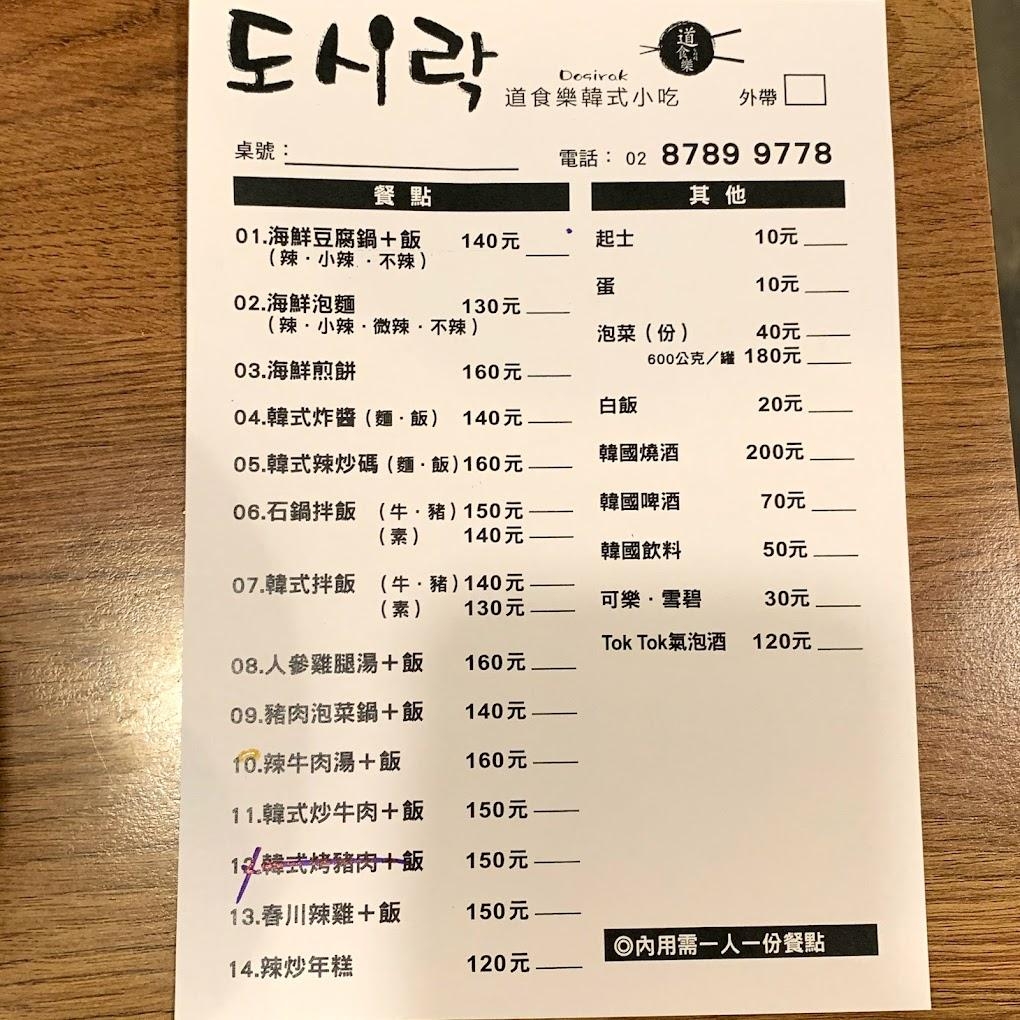 도시락
道食樂
Dosirak
道食樂韓式小吃
外帶
桌號：
電話： 02 8789 9778
餐點
01.海鮮豆腐鍋＋飯 140元
（辣·小辣·不辣）
02.海鮮泡麵 130元
（辣·小辣·微辣·不辣）
03.海鮮煎餅 160元
04.韓式炸醬（麵·飯） 140元
05.韓式辣炒碼（麵·飯）160元
06.石鍋拌飯 （牛·豬）150元
（素） 140元
07.韓式拌飯 （牛·豬）140元
（素） 130元
08.人參雞腿湯＋飯 160元
09.豬肉泡菜鍋＋飯 140元
10.辣牛肉湯＋飯 160元
11.韓式炒牛肉＋飯 150元
12.韓式烤豬肉＋飯 150元
13.春川辣雞＋飯 150元
14.辣炒年糕 120元
其他
起士 10元
蛋 10元
泡菜（份） 40元
600公克／罐 180元
白飯 20元
韓國燒酒 200元
韓國啤酒 70元
韓國飲料 50元
可樂·雪碧 30元
Tok Tok氣泡酒 120元
◎內用需一人一份餐點